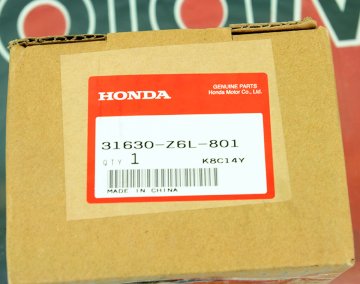 HONDA
GENUINE PARTS
Honda Motor Co., Ltd.
31630-Z6L-801
QTY 1 K8C14Y
MADE IN CHINA